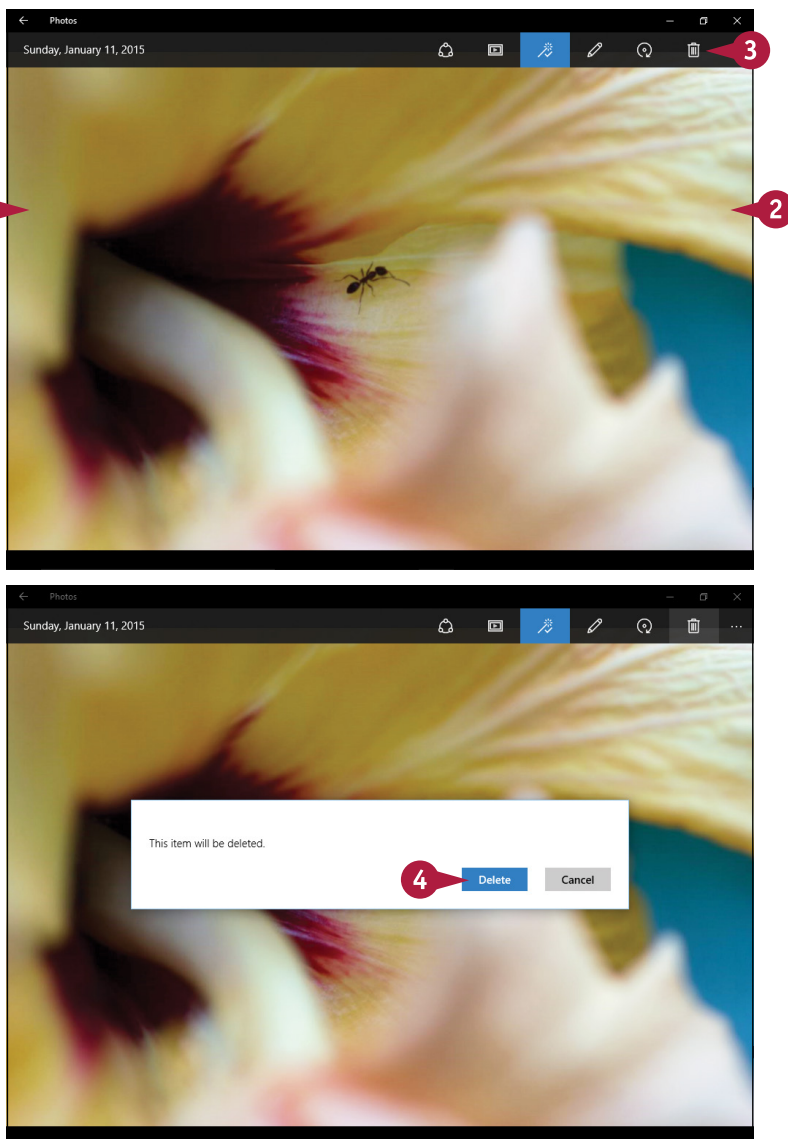 Photos
Sunday, January 11, 2015
3
2
Photos
Sunday, January 11, 2015
This item will be deleted.
4
Delete Cancel